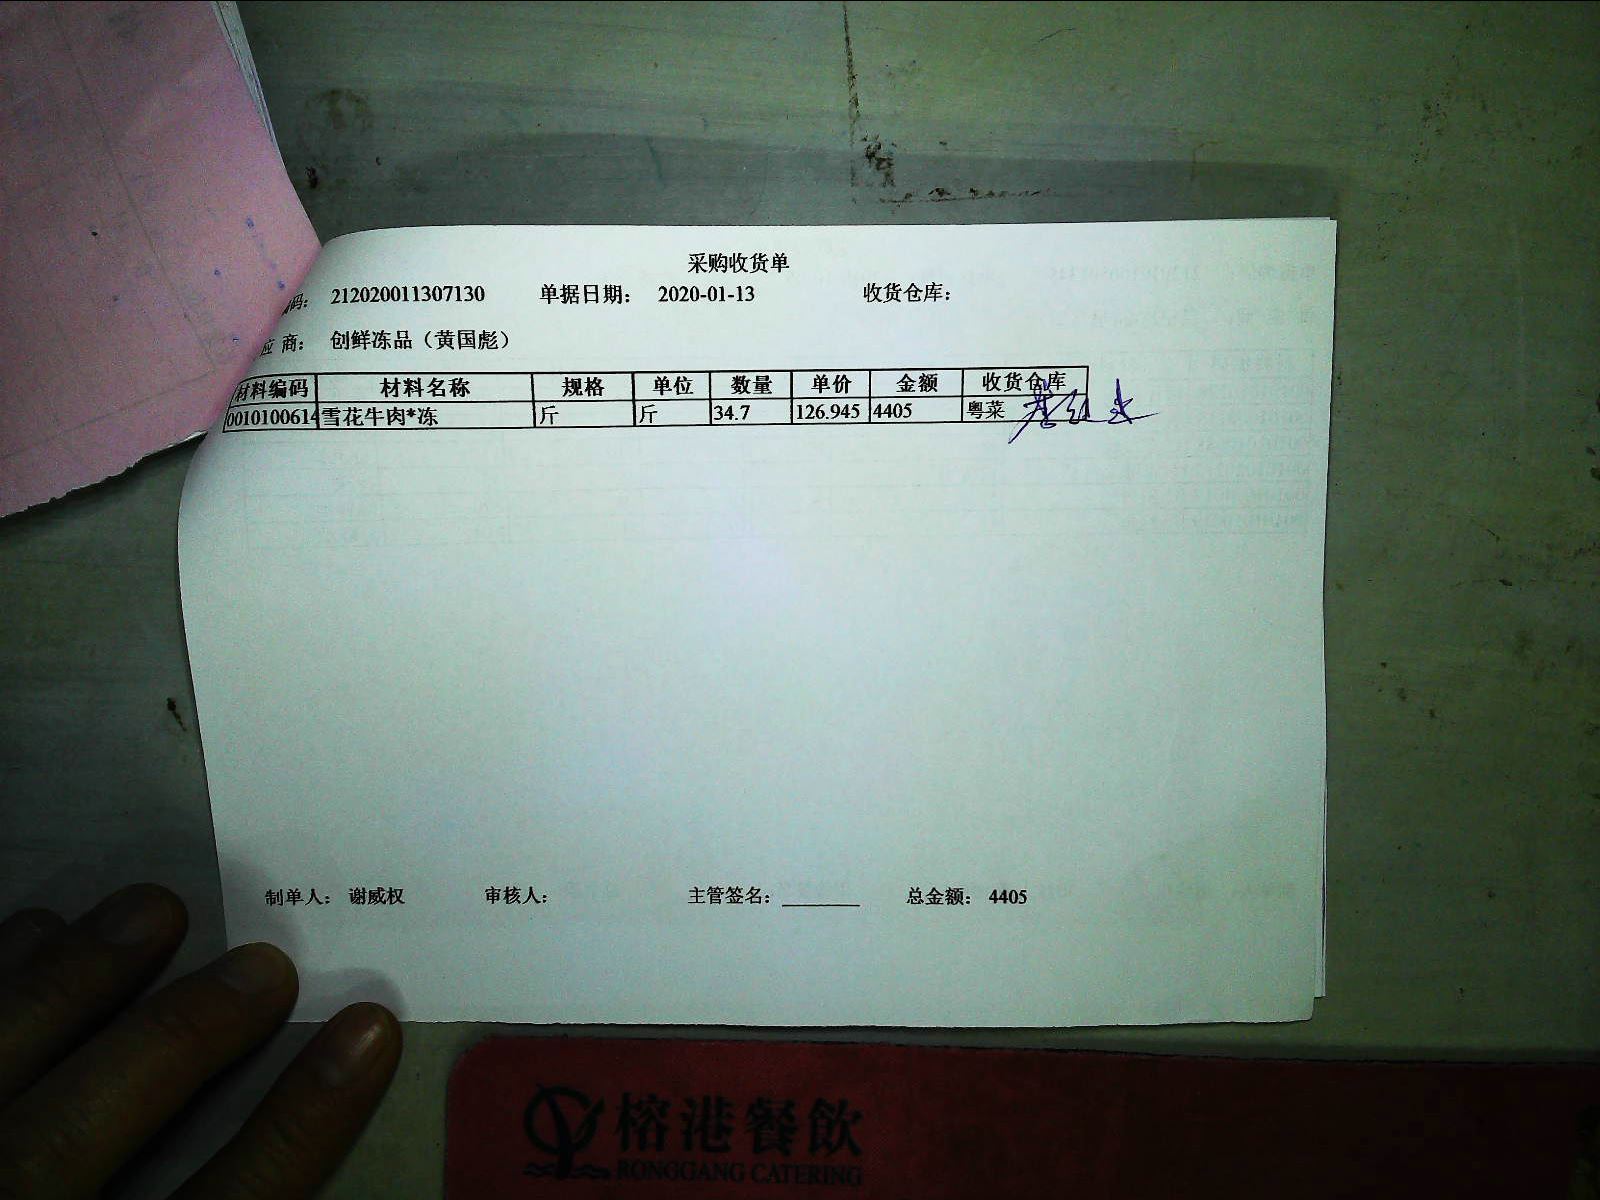 采购收货单
码： 212020011307130 单据日期： 2020-01-13 收货仓库：
应 商： 创鲜冻品（黄国彪）
材料编码 材料名称 规格 单位 数量 单价 金额 收货仓库
0010100614 雪花牛肉*冻 斤 斤 34.7 126.945 4405 粤菜
制单人： 谢威权 审核人： 主管签名： 总金额： 4405
榕港餐飲
RONGGANG CATERING